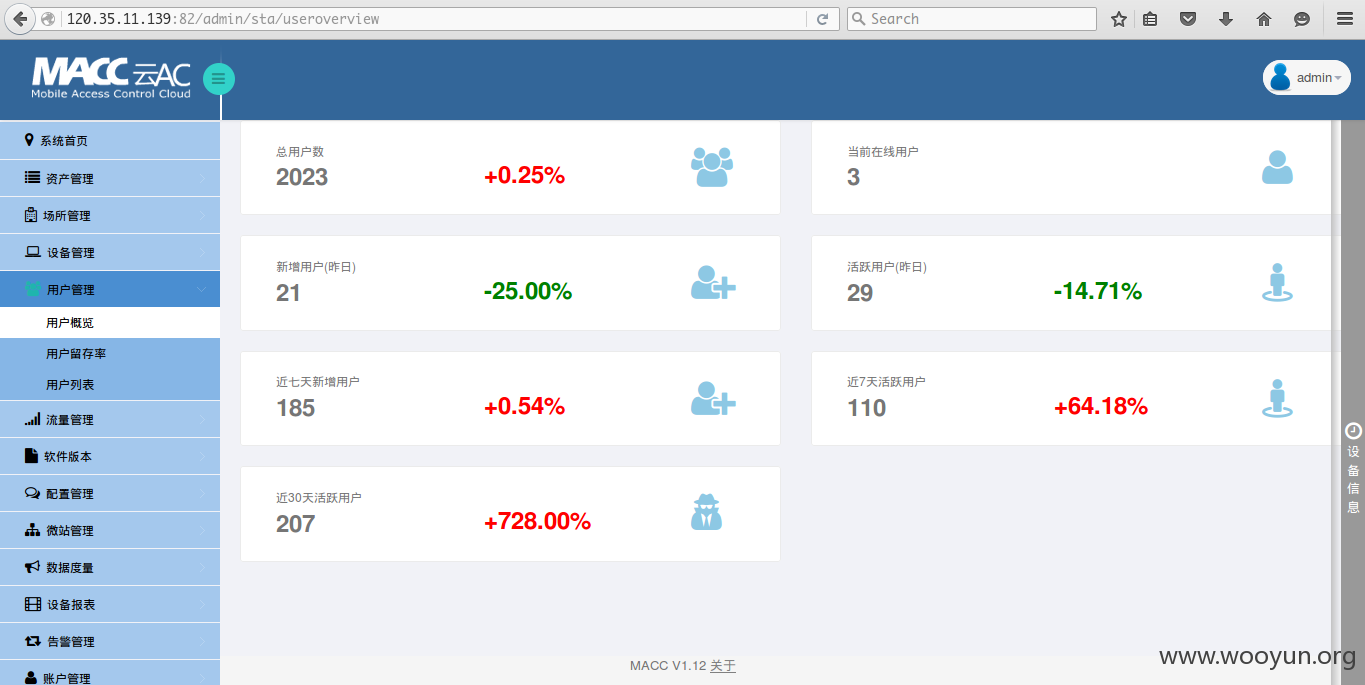 120.35.11.139:82/admin/sta/useroverview
Search
MACC 云AC
Mobile Access Control Cloud
admin
系统首页
资产管理
场所管理
设备管理
用户管理
用户概览
用户留存率
用户列表
流量管理
软件版本
配置管理
微站管理
数据度量
设备报表
告警管理
账户管理
总用户数
2023
+0.25%
当前在线用户
3
新增用户(昨日)
21
-25.00%
活跃用户(昨日)
29
-14.71%
近七天新增用户
185
+0.54%
近7天活跃用户
110
+64.18%
近30天活跃用户
207
+728.00%
设备信息
MACC V1.12 关于
www.wooyun.org